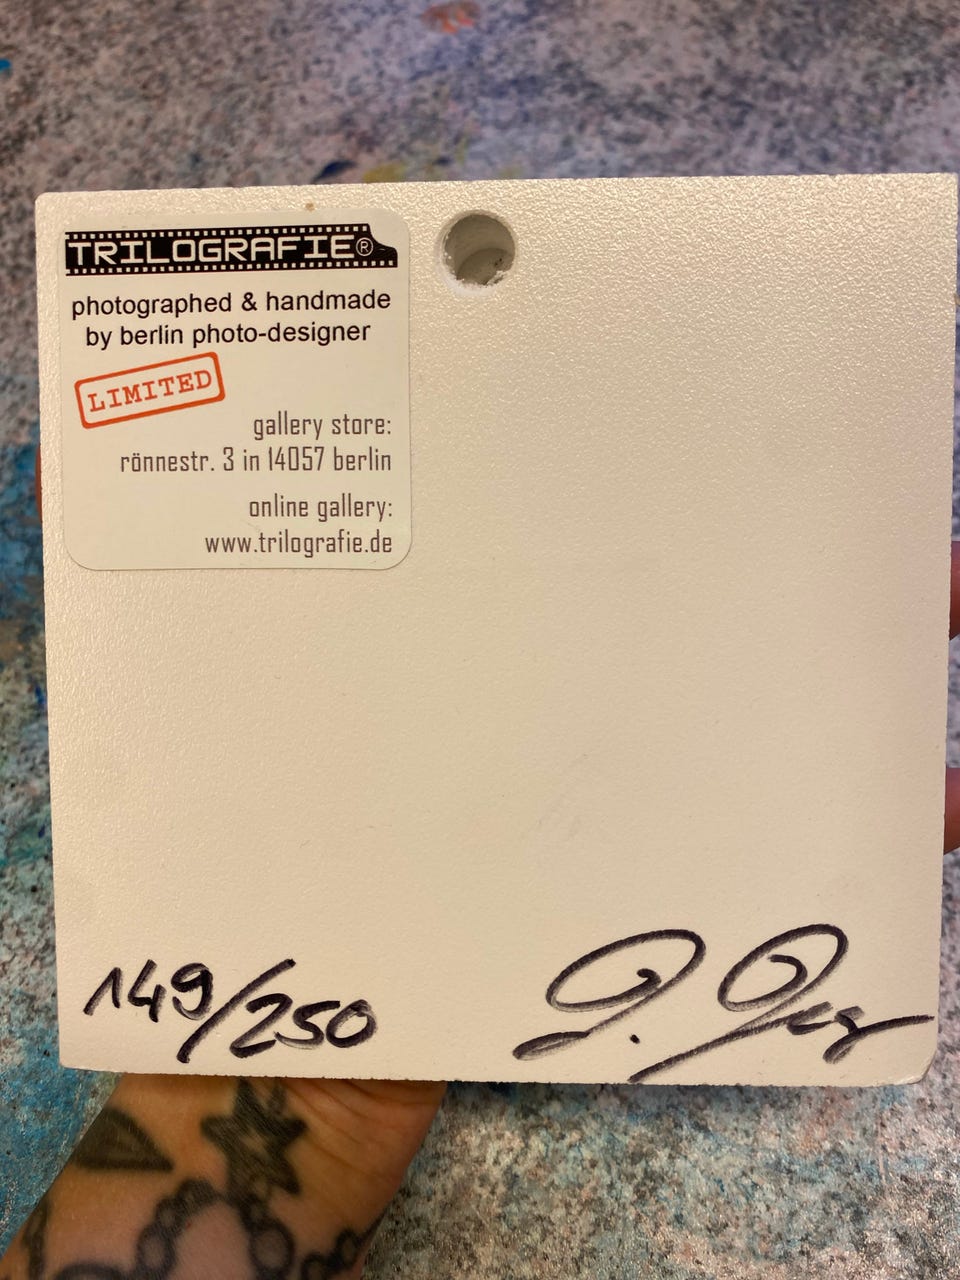 TRILOGRAFIE®
photographed & handmade
by berlin photo-designer
LIMITED
gallery store:
rönnestr. 3 in 14057 berlin
online gallery:
www.trilografie.de
149/250